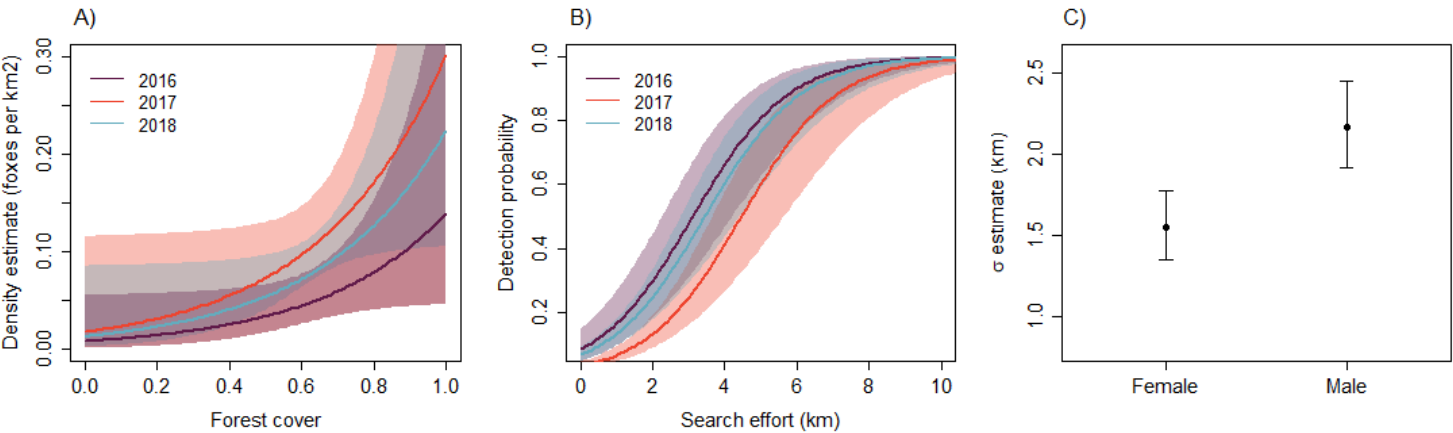 A)
Density estimate (foxes per km2)
0.30
0.20
0.10
0.00
2016
2017
2018
0.0 0.2 0.4 0.6 0.8 1.0
Forest cover
B)
Detection probability
1.0
0.8
0.6
0.4
0.2
2016
2017
2018
0 2 4 6 8 10
Search effort (km)
C)
σ estimate (km)
2.5
2.0
1.5
1.0
Female Male